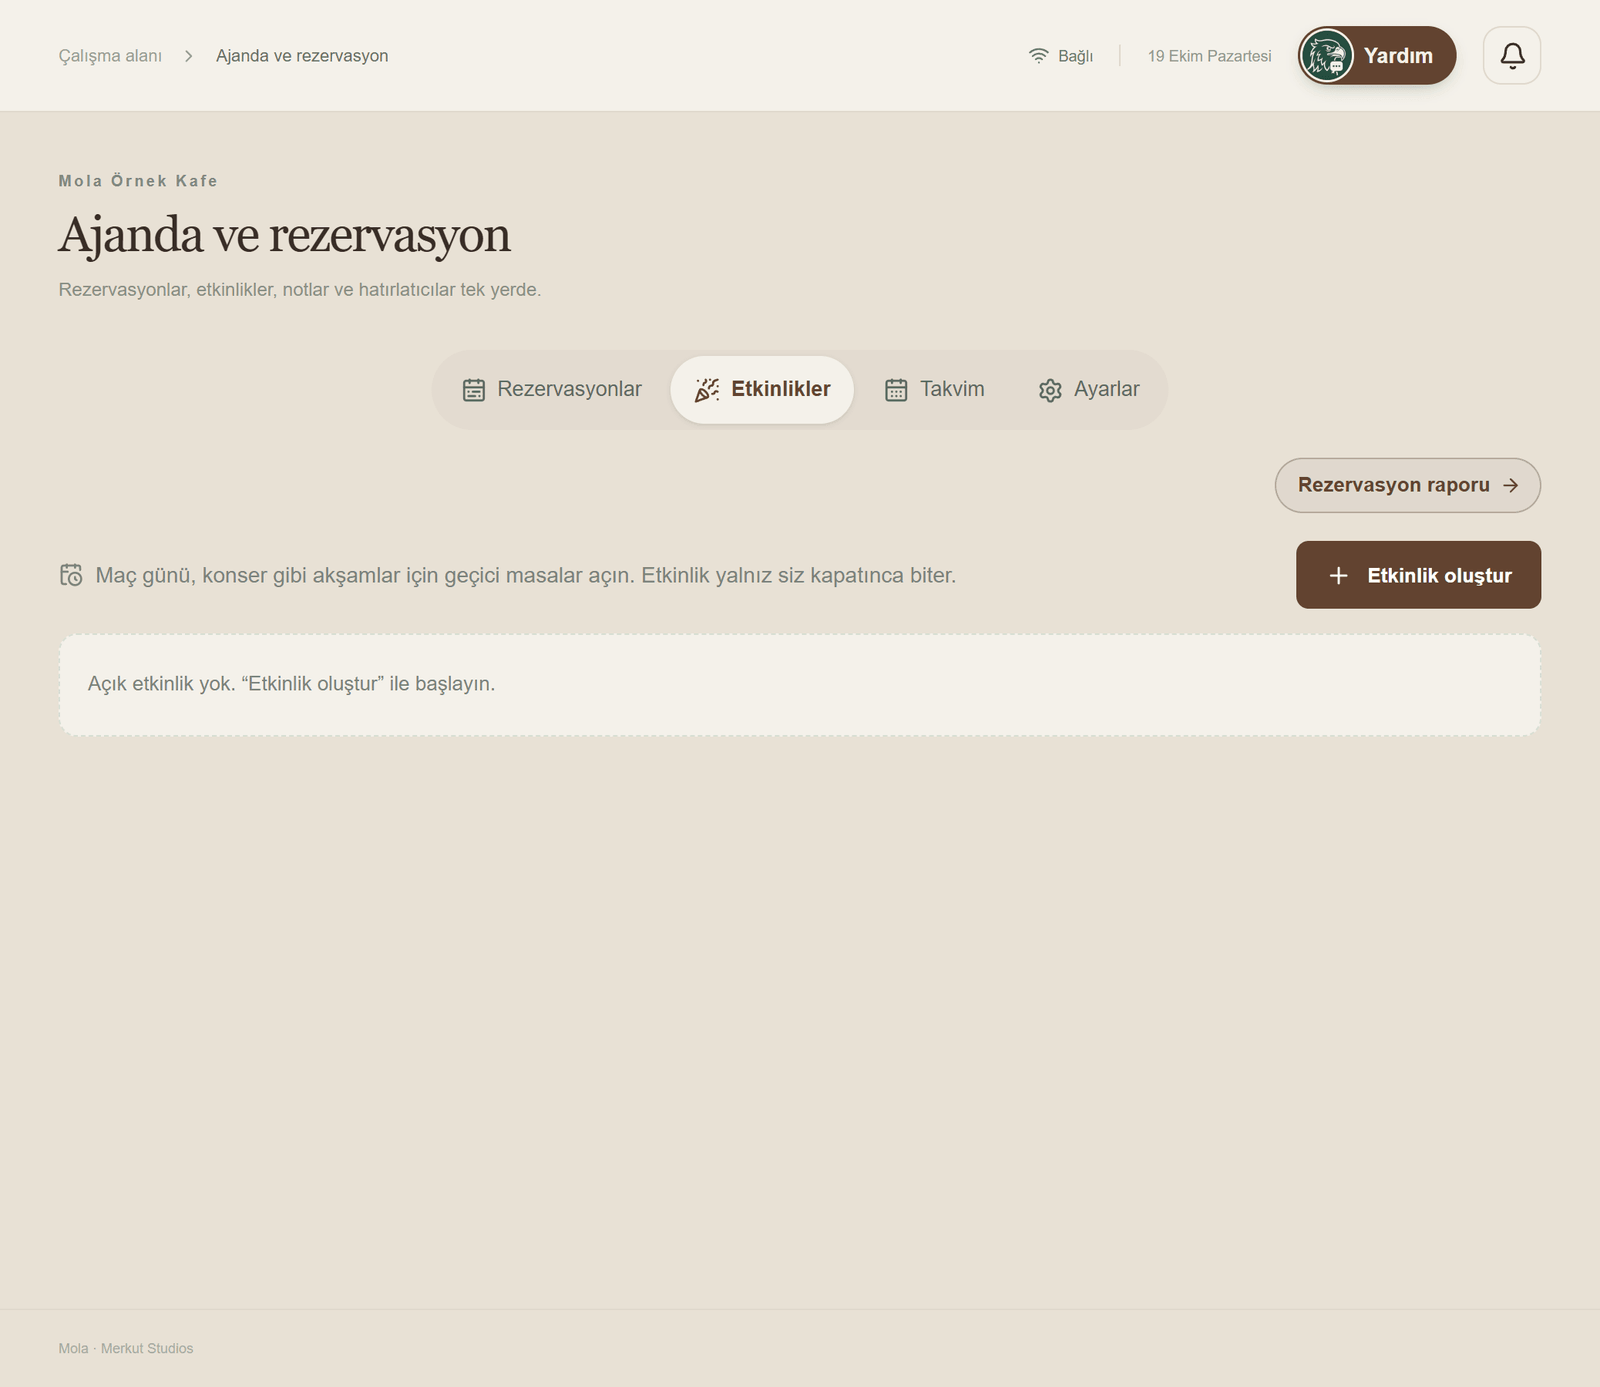 Çalışma alanı > Ajanda ve rezervasyon
Bağlı
19 Ekim Pazartesi
Yardım
Mola Örnek Kafe
Ajanda ve rezervasyon
Rezervasyonlar, etkinlikler, notlar ve hatırlatıcılar tek yerde.
Rezervasyonlar
Etkinlikler
Takvim
Ayarlar
Rezervasyon raporu →
Maç günü, konser gibi akşamlar için geçici masalar açın. Etkinlik yalnız siz kapatınca biter.
+ Etkinlik oluştur
Açık etkinlik yok. “Etkinlik oluştur” ile başlayın.
Mola · Merkut Studios